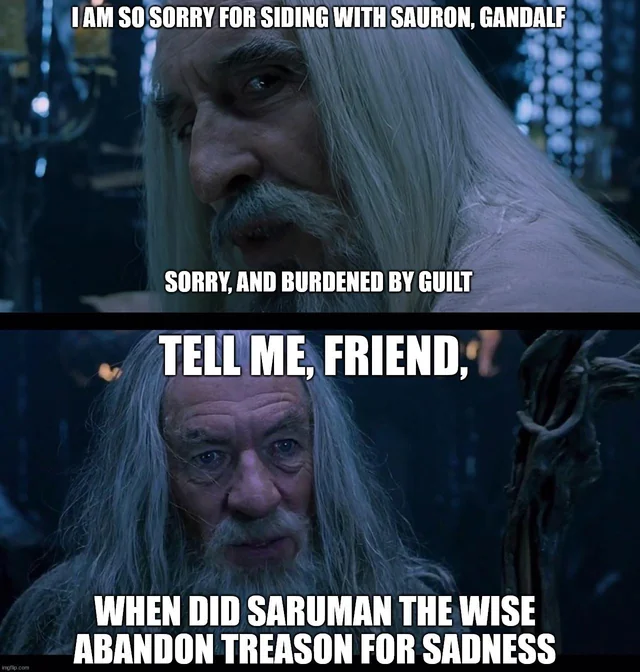 I AM SO SORRY FOR SIDING WITH SAURON, GANDALF
SORRY, AND BURDENED BY GUILT
TELL ME, FRIEND,
WHEN DID SARUMAN THE WISE
ABANDON TREASON FOR SADNESS
imgflip.com